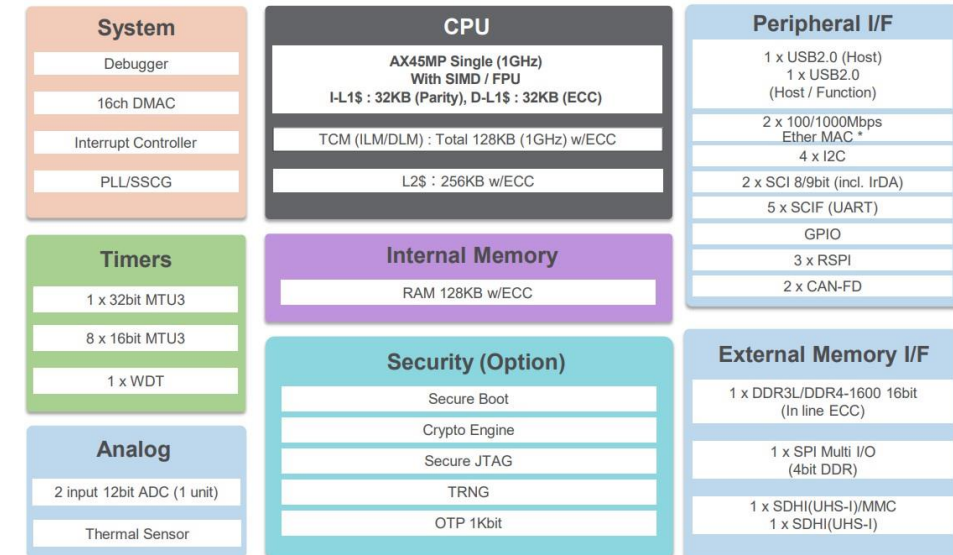 System
Debugger
16ch DMAC
Interrupt Controller
PLL/SSCG
Timers
1 x 32bit MTU3
8 x 16bit MTU3
1 x WDT
Analog
2 input 12bit ADC (1 unit)
Thermal Sensor
CPU
AX45MP Single (1GHz)
With SIMD / FPU
I-L1$ : 32KB (Parity), D-L1$ : 32KB (ECC)
TCM (ILM/DLM) : Total 128KB (1GHz) w/ECC
L2$：256KB w/ECC
Internal Memory
RAM 128KB w/ECC
Security (Option)
Secure Boot
Crypto Engine
Secure JTAG
TRNG
OTP 1Kbit
Peripheral I/F
1 x USB2.0 (Host)
1 x USB2.0
(Host / Function)
2 x 100/1000Mbps
Ether MAC *
4 x I2C
2 x SCI 8/9bit (incl. IrDA)
5 x SCIF (UART)
GPIO
3 x RSPI
2 x CAN-FD
External Memory I/F
1 x DDR3L/DDR4-1600 16bit
(In line ECC)
1 x SPI Multi I/O
(4bit DDR)
1 x SDHI(UHS-I)/MMC
1 x SDHI(UHS-I)